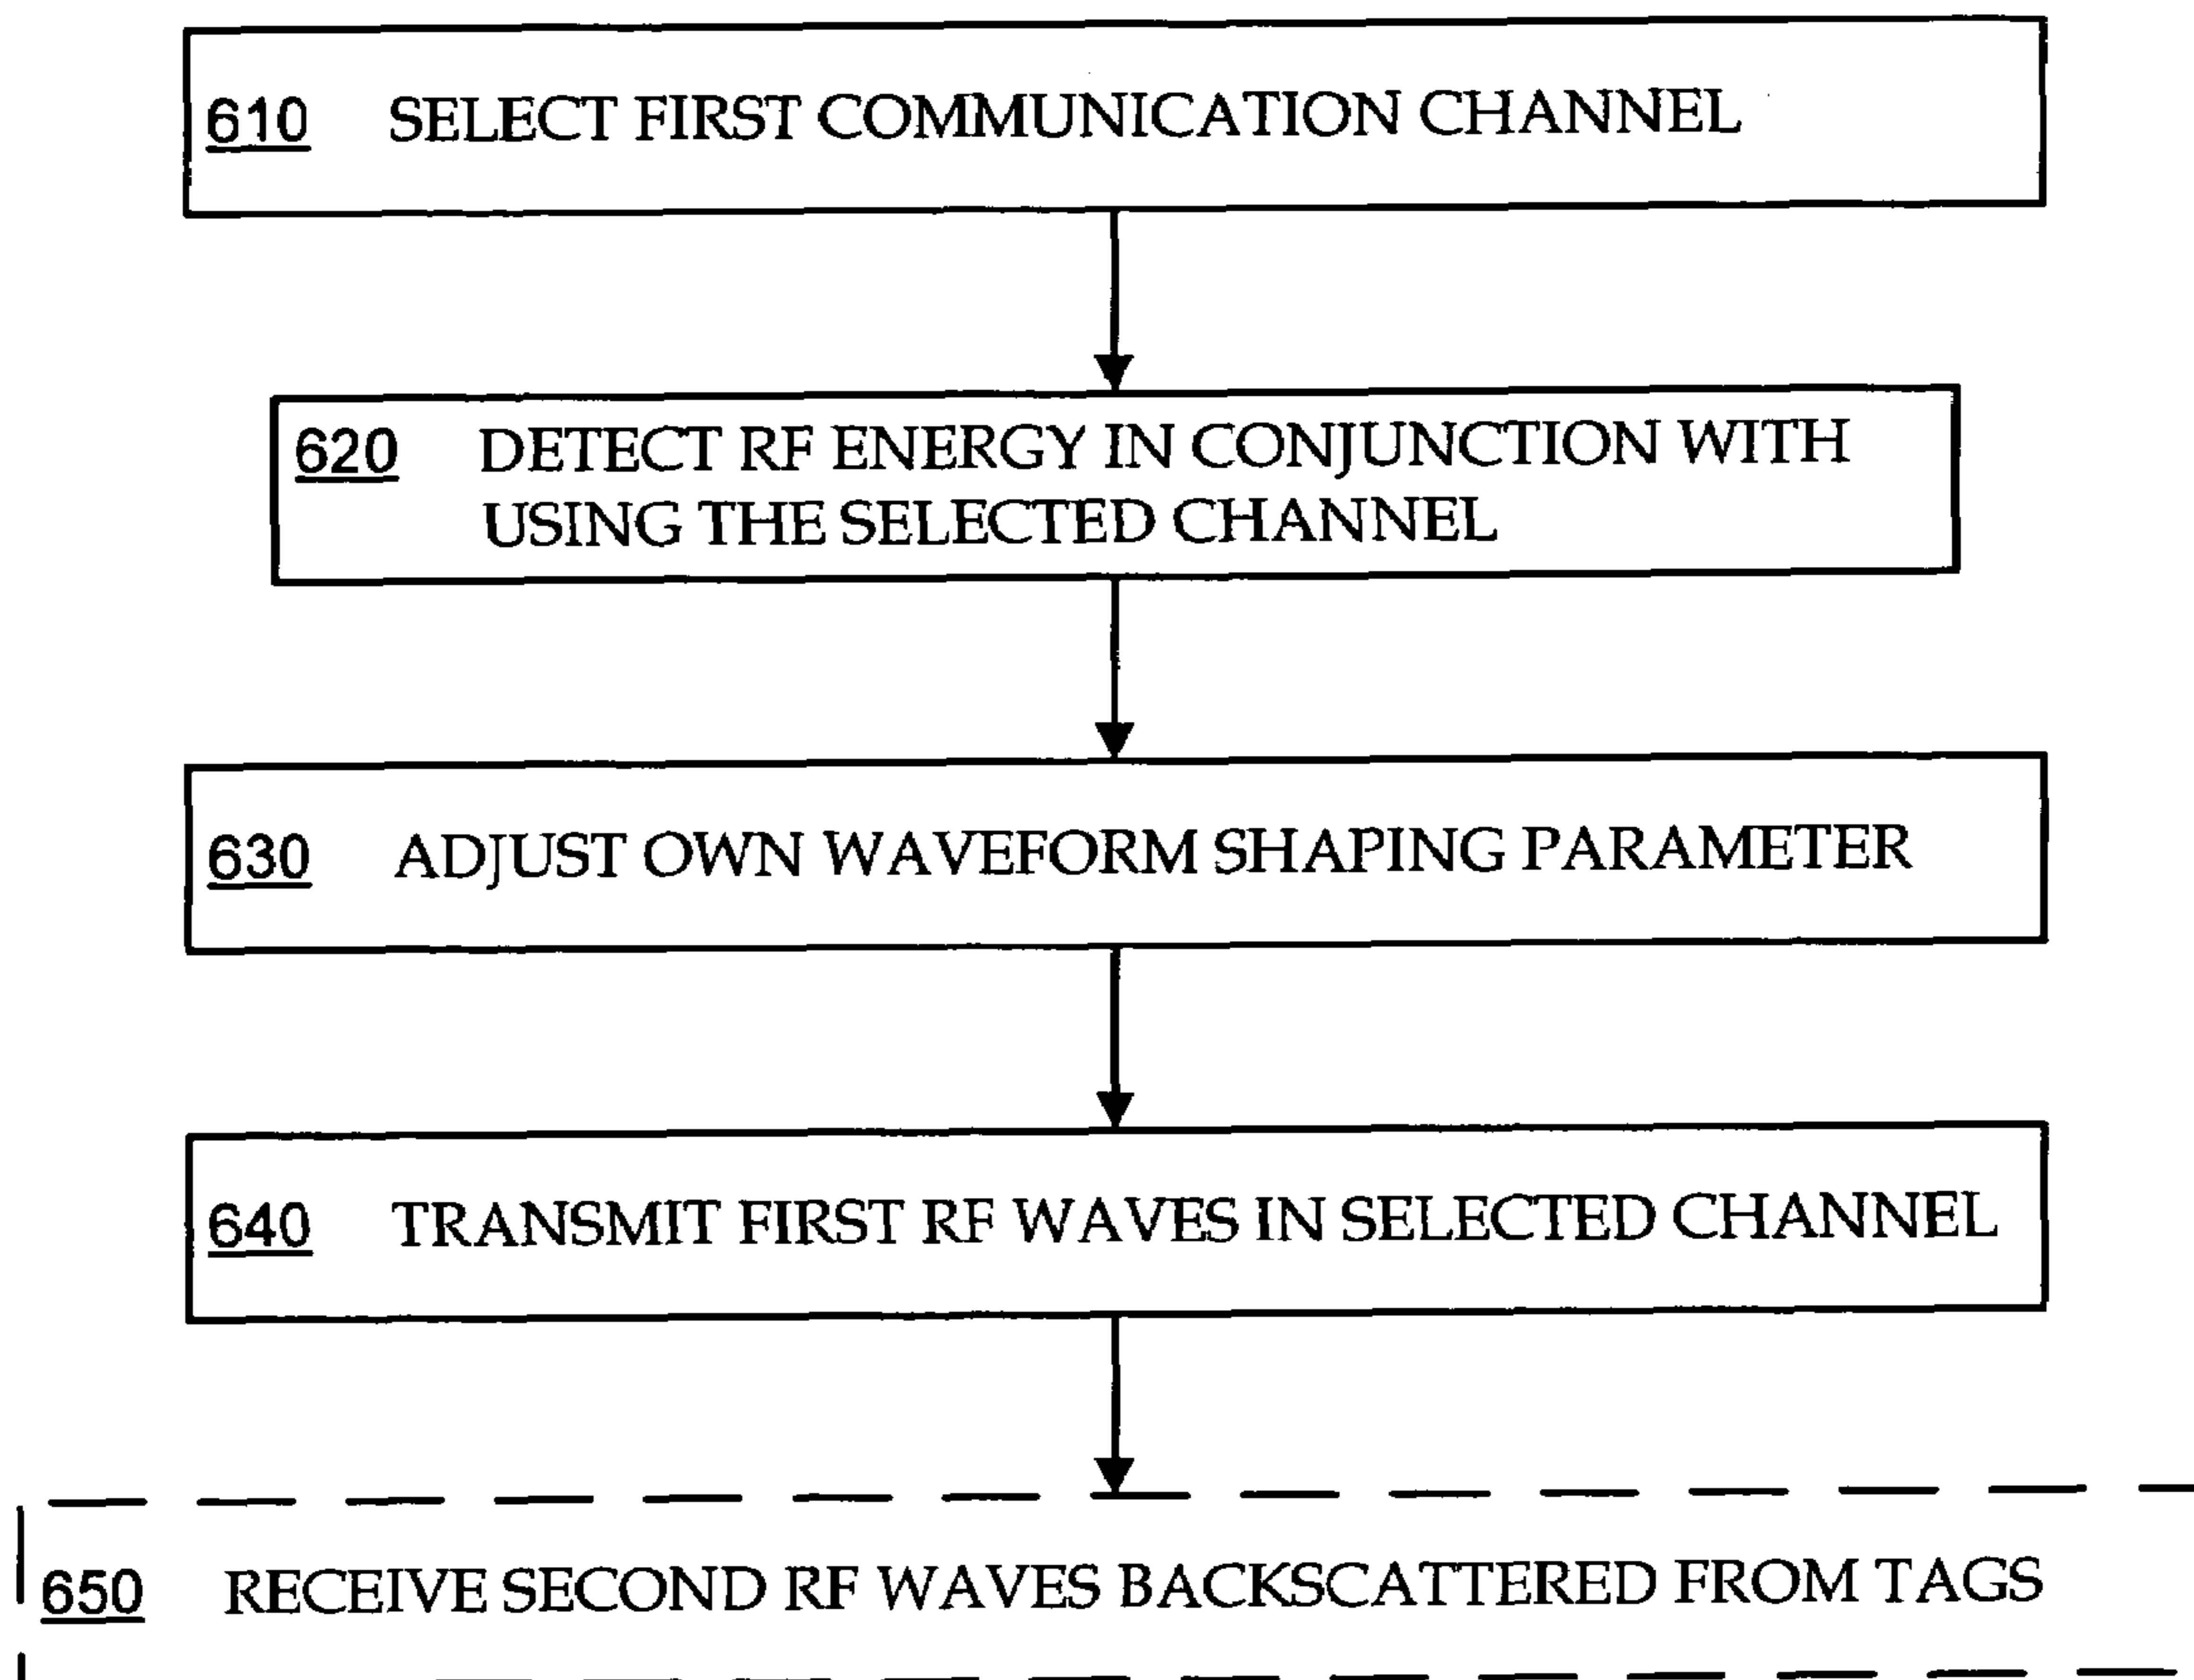 610 SELECT FIRST COMMUNICATION CHANNEL
620 DETECT RF ENERGY IN CONJUNCTION WITH
USING THE SELECTED CHANNEL
630 ADJUST OWN WAVEFORM SHAPING PARAMETER
640 TRANSMIT FIRST RF WAVES IN SELECTED CHANNEL
650 RECEIVE SECOND RF WAVES BACKSCATTERED FROM TAGS